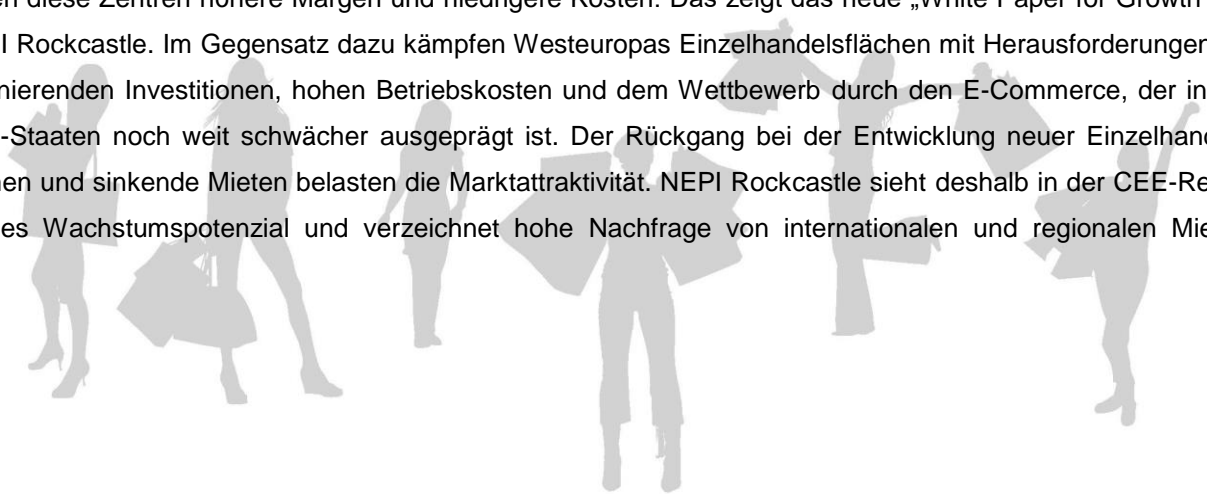 en diese Zentren höhere Margen und niedrigere Kosten. Das zeigt das neue „White Paper for Growth
I Rockcastle. Im Gegensatz dazu kämpfen Westeuropas Einzelhandelsflächen mit Herausforderungen
nierenden Investitionen, hohen Betriebskosten und dem Wettbewerb durch den E-Commerce, der in
-Staaten noch weit schwächer ausgeprägt ist. Der Rückgang bei der Entwicklung neuer Einzelhand
nen und sinkende Mieten belasten die Marktattraktivität. NEPI Rockcastle sieht deshalb in der CEE-Re
es Wachstumspotenzial und verzeichnet hohe Nachfrage von internationalen und regionalen Mie